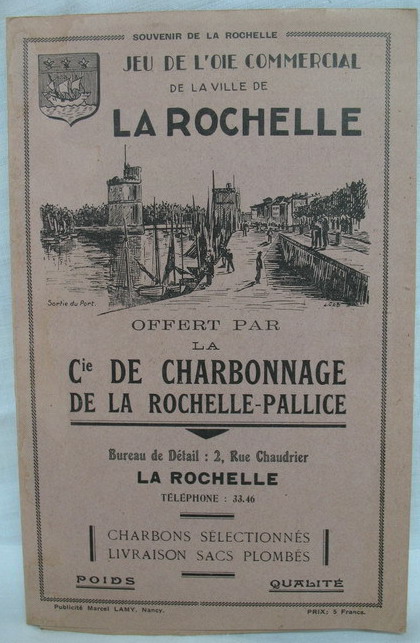 SOUVENIR DE LA ROCHELLE
JEU DE L'OIE COMMERCIAL
DE LA VILLE DE
LA ROCHELLE
Sortie du Port.
OFFERT PAR
LA
Cie DE CHARBONNAGE
DE LA ROCHELLE-PALLICE
Bureau de Détail : 2, Rue Chaudrier
LA ROCHELLE
TÉLÉPHONE : 33.46
CHARBONS SÉLECTIONNÉS
LIVRAISON SACS PLOMBÉS
POIDS QUALITÉ
Publicité Marcel LAMY, Nancy. PRIX: 5 Francs.